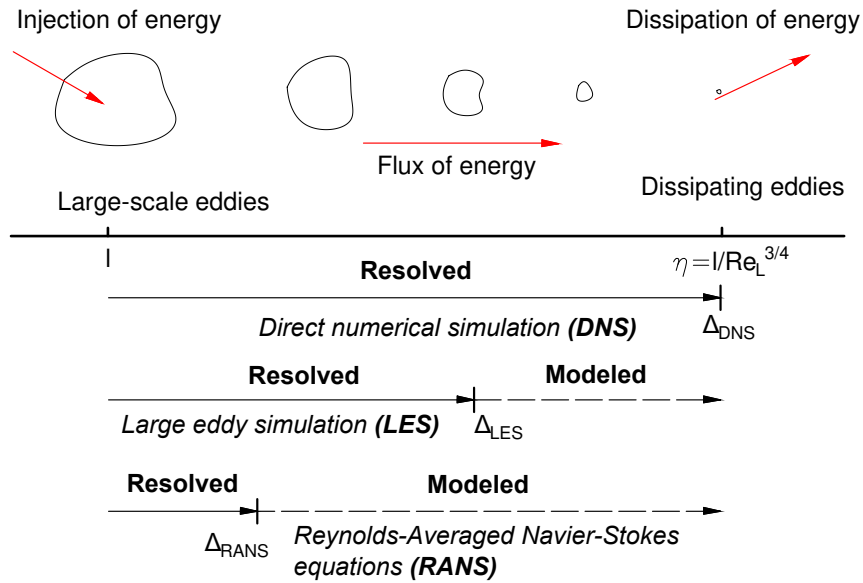 Injection of energy
Dissipation of energy
Flux of energy
Large-scale eddies
Dissipating eddies
l
η=l/Re_L^3/4
Resolved
Direct numerical simulation (DNS)
Δ_DNS
Resolved
Modeled
Large eddy simulation (LES)
Δ_LES
Resolved
Modeled
Δ_RANS
Reynolds-Averaged Navier-Stokes
equations (RANS)